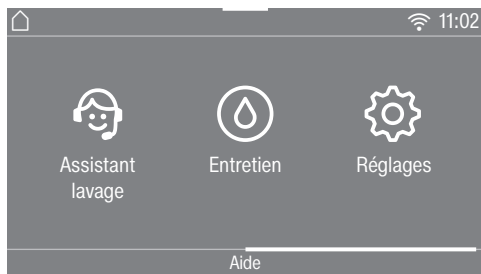 11:02
Assistant
lavage
Entretien
Réglages
Aide